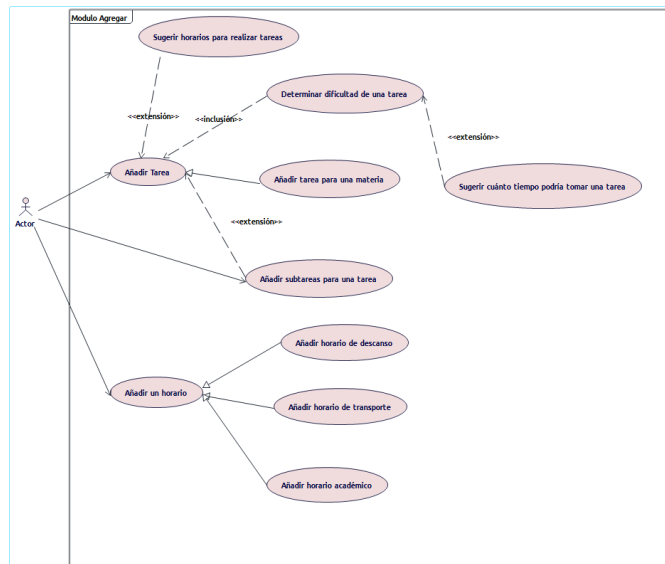 Modulo Agregar
Sugerir horarios para realizar tareas
Determinar dificultad de una tarea
<<extensión>>
<<inclusión>>
<<extensión>>
Añadir Tarea
Añadir tarea para una materia
Sugerir cuánto tiempo podría tomar una tarea
Actor
<<extensión>>
Añadir subtareas para una tarea
Añadir horario de descanso
Añadir un horario
Añadir horario de transporte
Añadir horario académico